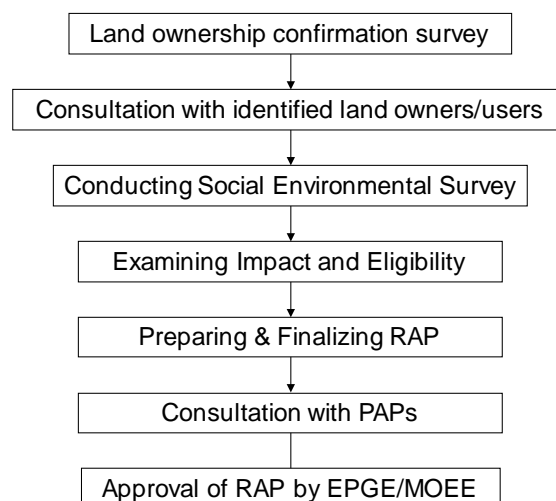 Land ownership confirmation survey
Consultation with identified land owners/users
Conducting Social Environmental Survey
Examining Impact and Eligibility
Preparing & Finalizing RAP
Consultation with PAPs
Approval of RAP by EPGE/MOEE